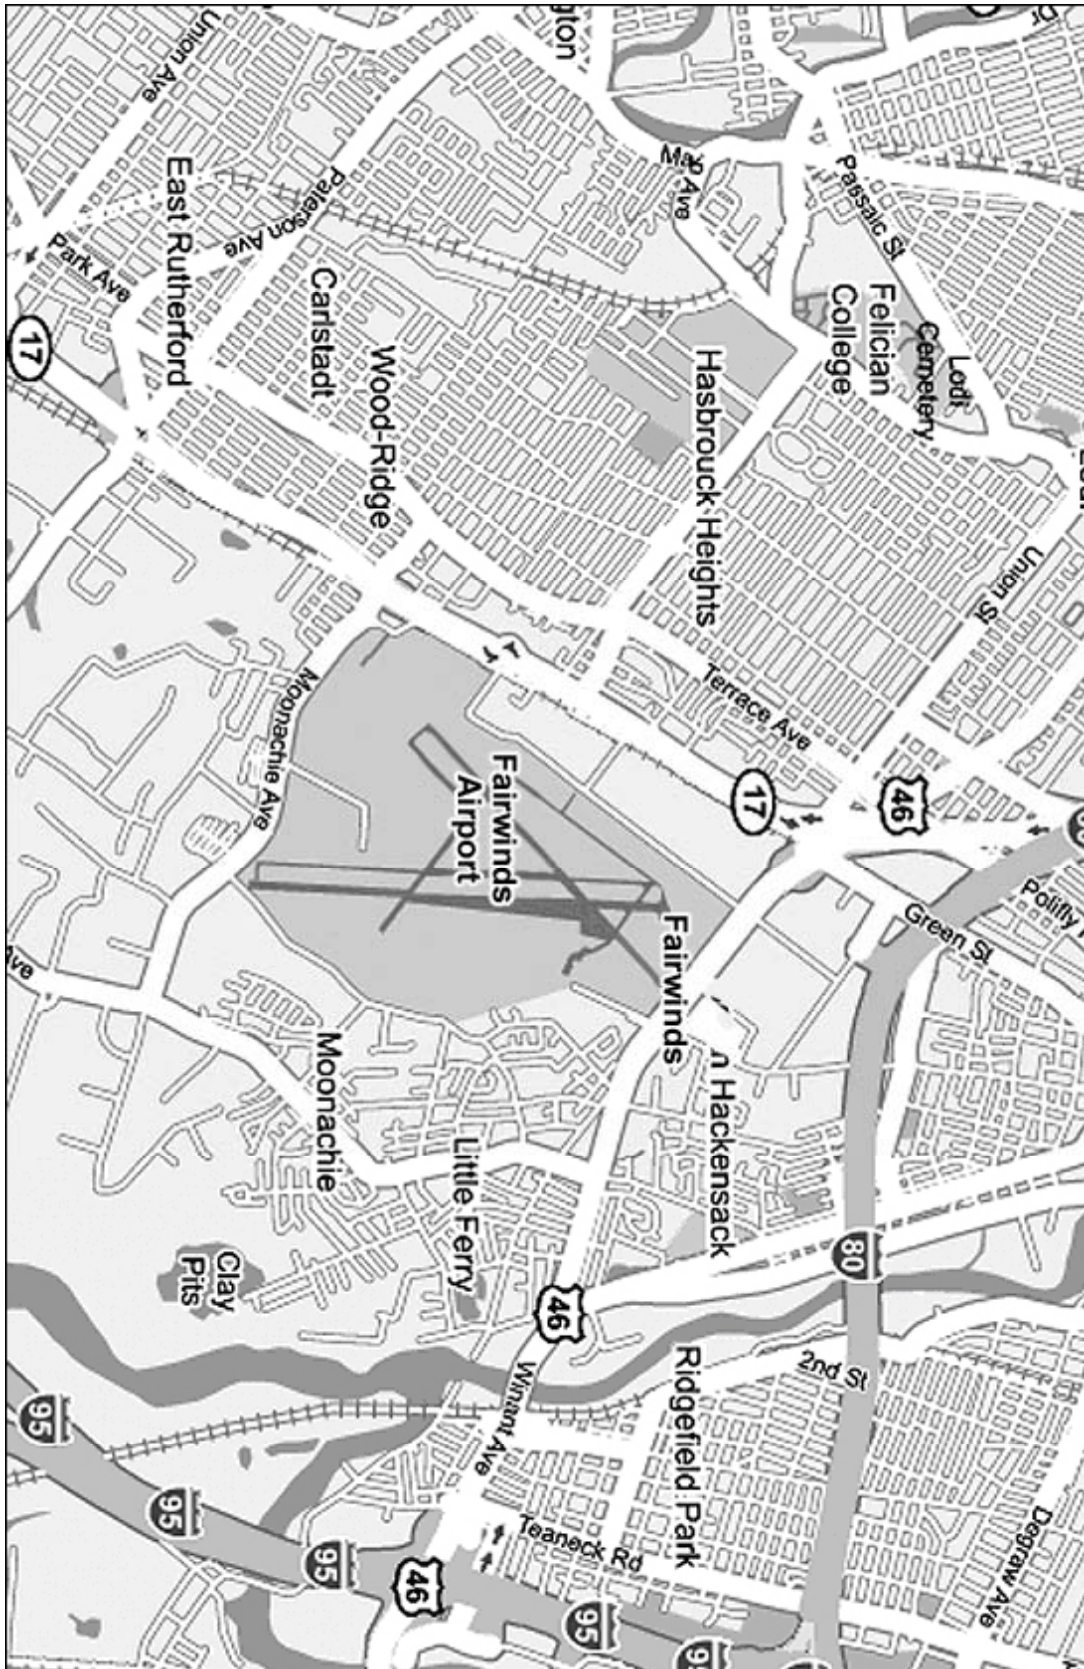 Union Ave
East Rutherford
Park Ave
17
Paterson Ave
Carlstadt
Wood-Ridge
Passaic St
Felician
College
Lodi
Cemetery
Hasbrouck Heights
Union St
Terrace Ave
17
46
Moonachie Ave
Fairwinds
Airport
Fairwinds
Green St
Hackensack
Moonachie
Little Ferry
Clay
Pits
46
80
2nd St
Ridgefield Park
Winant Ave
Teaneck Rd
Degraw Ave
95
95
95
46
95
Ave